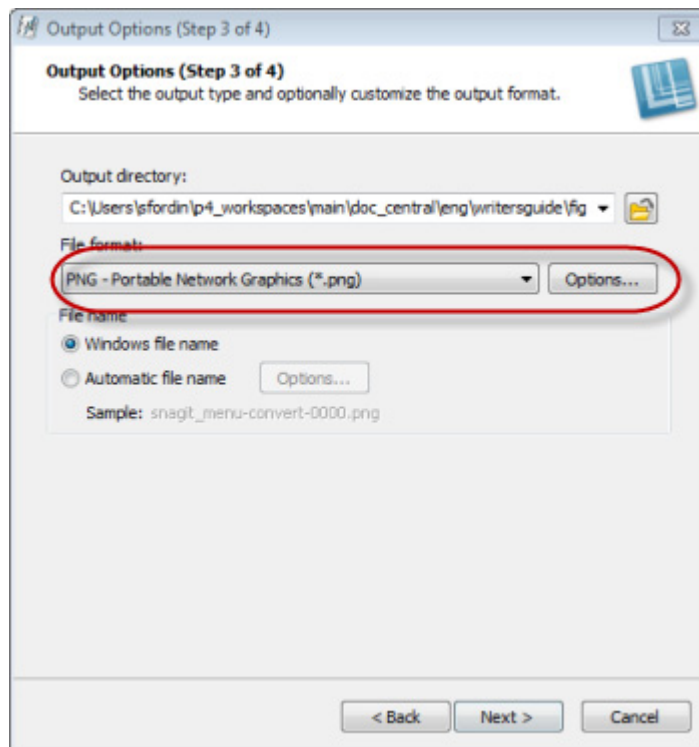 Output Options (Step 3 of 4)
Output Options (Step 3 of 4)
Select the output type and optionally customize the output format.
Output directory:
C:\Users\sfordin\p4_workspaces\main\doc_central\eng\writersguide\fig
File format:
PNG - Portable Network Graphics (*.png) Options...
File name
Windows file name
Automatic file name Options...
Sample: snagit_menu-convert-0000.png
< Back Next > Cancel